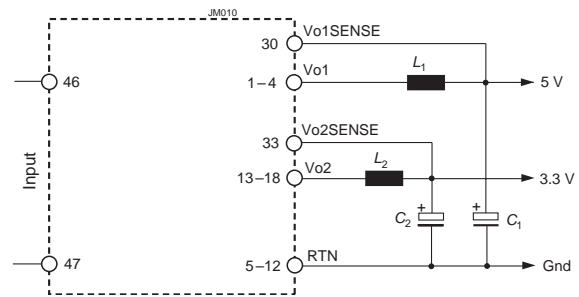 JM010
30 Vo1SENSE
46 1–4 Vo1 L1 5 V
33 Vo2SENSE
Input 13–18 Vo2 L2 3.3 V
+ C2 + C1
47 5–12 RTN Gnd